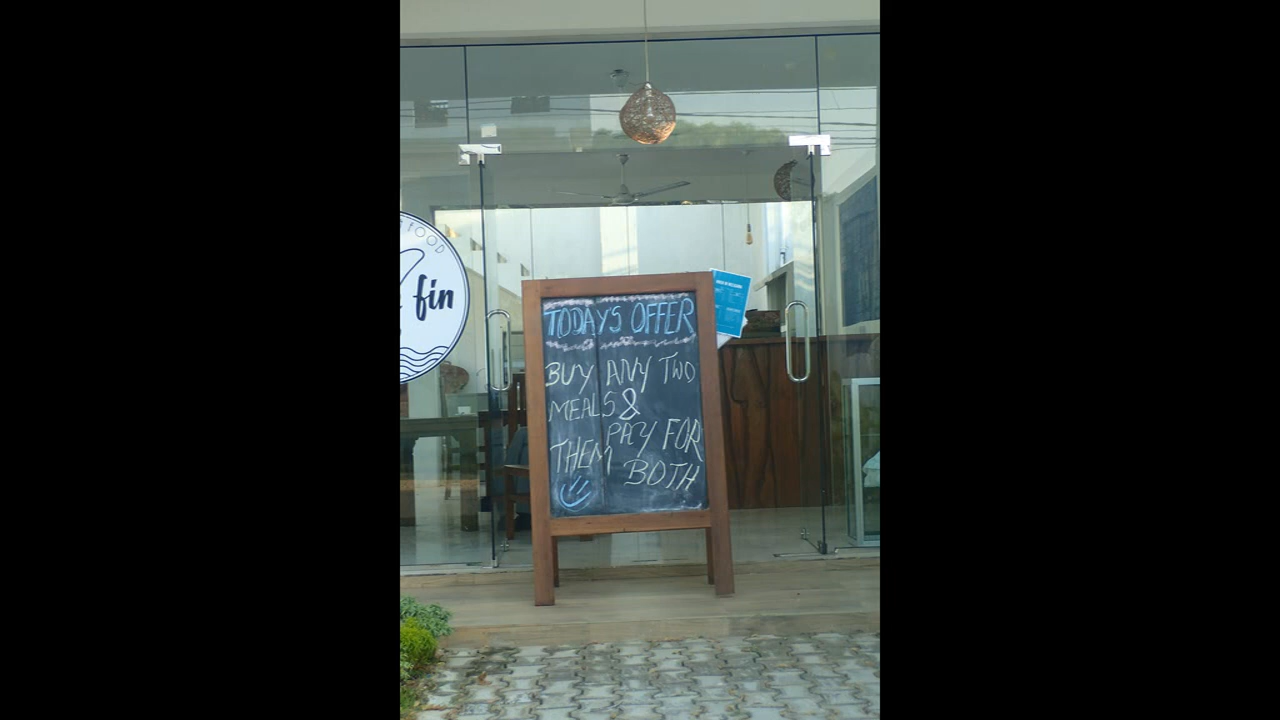 FOOD
fin
TODAYS OFFER
BUY ANY TWO
MEALS &
PAY FOR
THEM BOTH